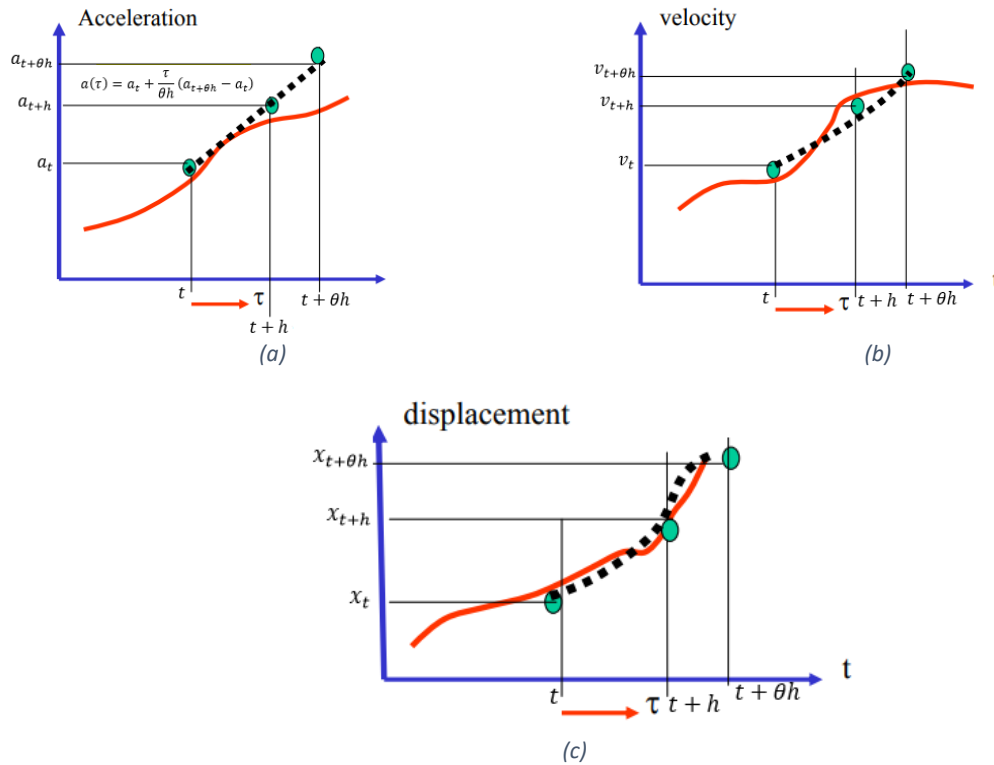 Acceleration
a_{t+θh}
a(τ) = a_t + \frac{τ}{θh}(a_{t+θh} − a_t)
a_{t+h}
a_t
t
τ
t + θh
t + h
(a)
velocity
v_{t+θh}
v_{t+h}
v_t
t
τ
t + h
t + θh
(b)
displacement
x_{t+θh}
x_{t+h}
x_t
t
t
τ
t + h
t + θh
(c)